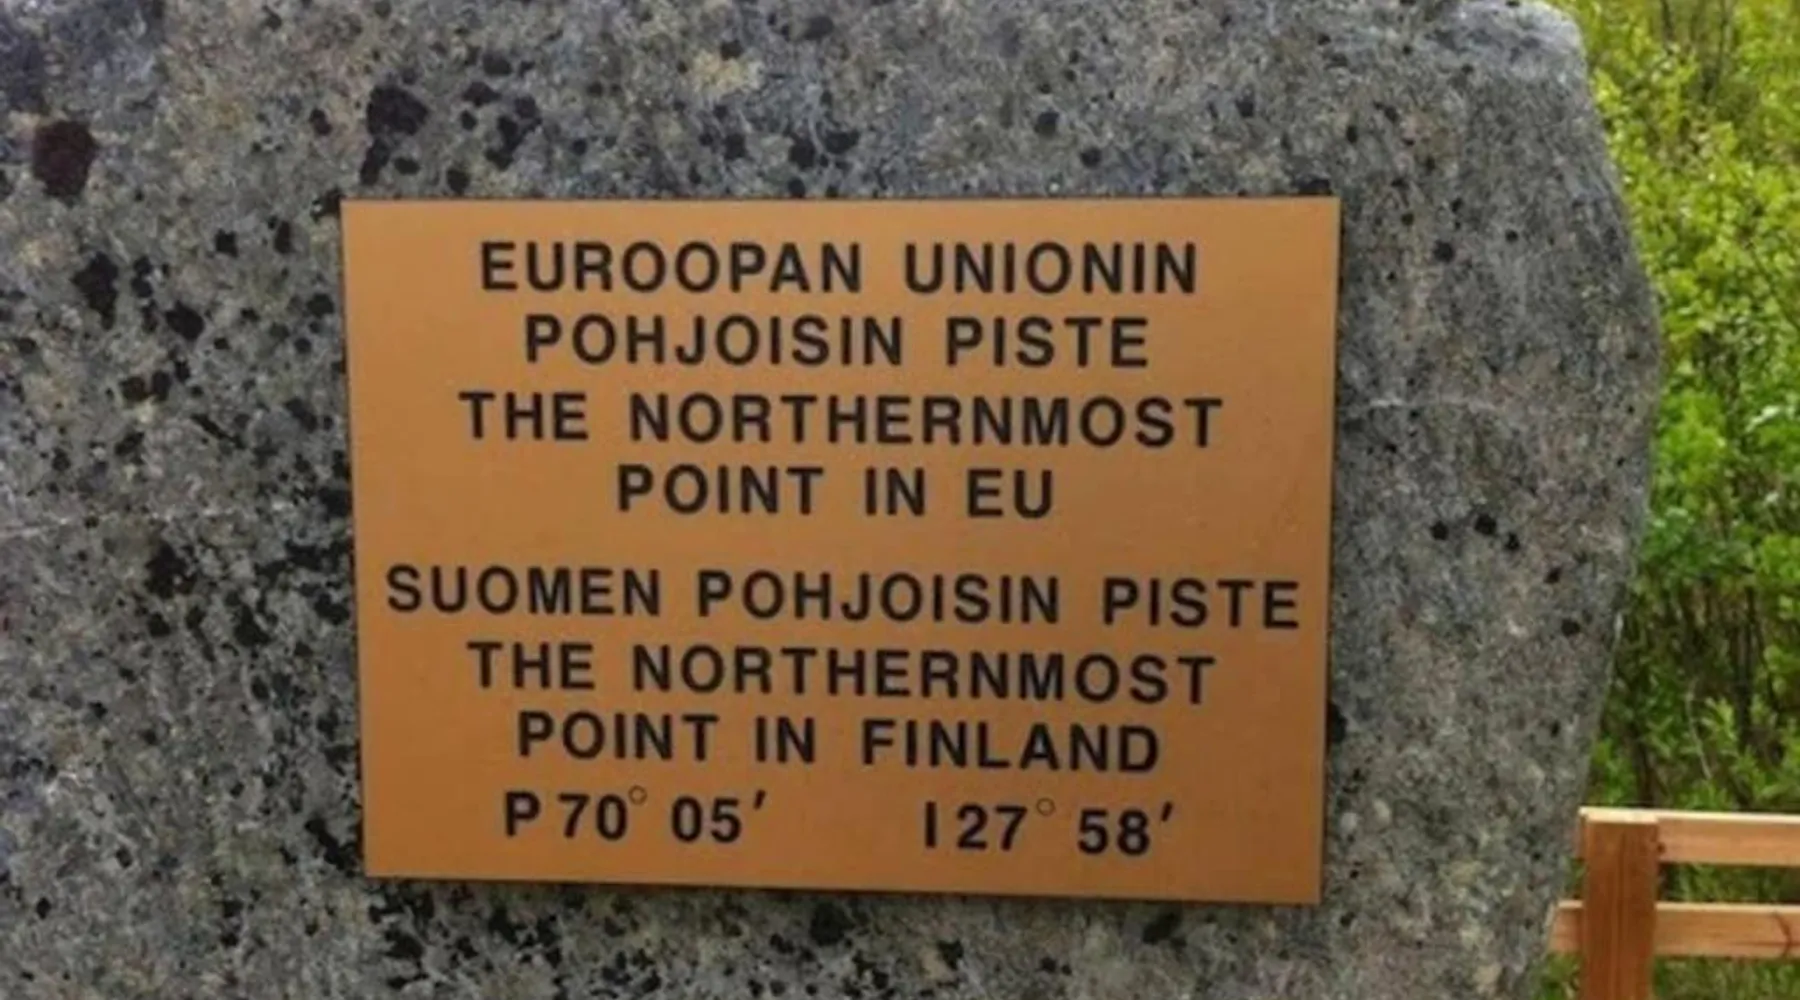 EUROOPAN UNIONIN
POHJOISIN PISTE
THE NORTHERNMOST
POINT IN EU
SUOMEN POHJOISIN PISTE
THE NORTHERNMOST
POINT IN FINLAND
P 70° 05′ I 27° 58′